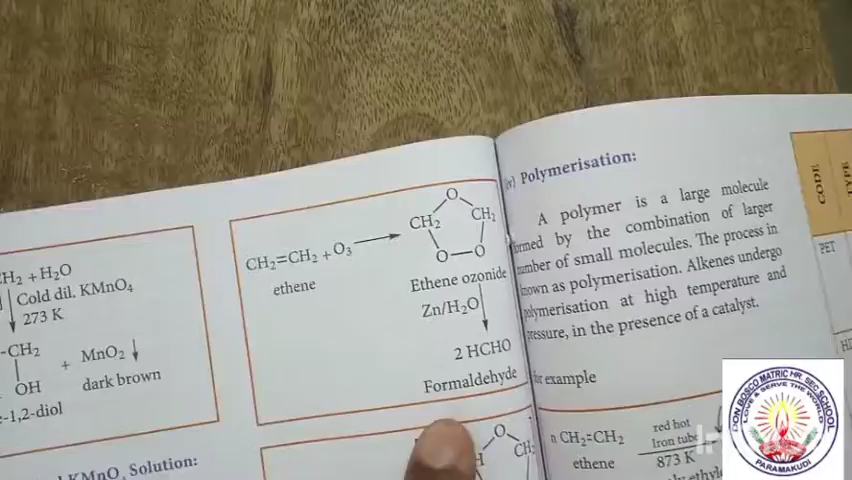 CH₂ + H₂O
Cold dil. KMnO₄
273 K
-CH₂
+ MnO₂ ↓
OH
dark brown
-1,2-diol
KMnO₄ Solution:
CH₂=CH₂ + O₃ →
ethene
O
CH₂ CH₂
O — O
Ethene ozonide
Zn/H₂O
2 HCHO
Formaldehyde
O
CH
(iv) Polymerisation:
A polymer is a large molecule
formed by the combination of larger
number of small molecules. The process in
known as polymerisation. Alkenes undergo
polymerisation at high temperature and
pressure, in the presence of a catalyst.
for example
n CH₂=CH₂
ethene
red hot
Iron tube
873 K
CODE
TYPE
PET
DON BOSCO MATRIC HR. SEC SCHOOL
LOVE & SERVE THE WORLD
PARAMAKUDI